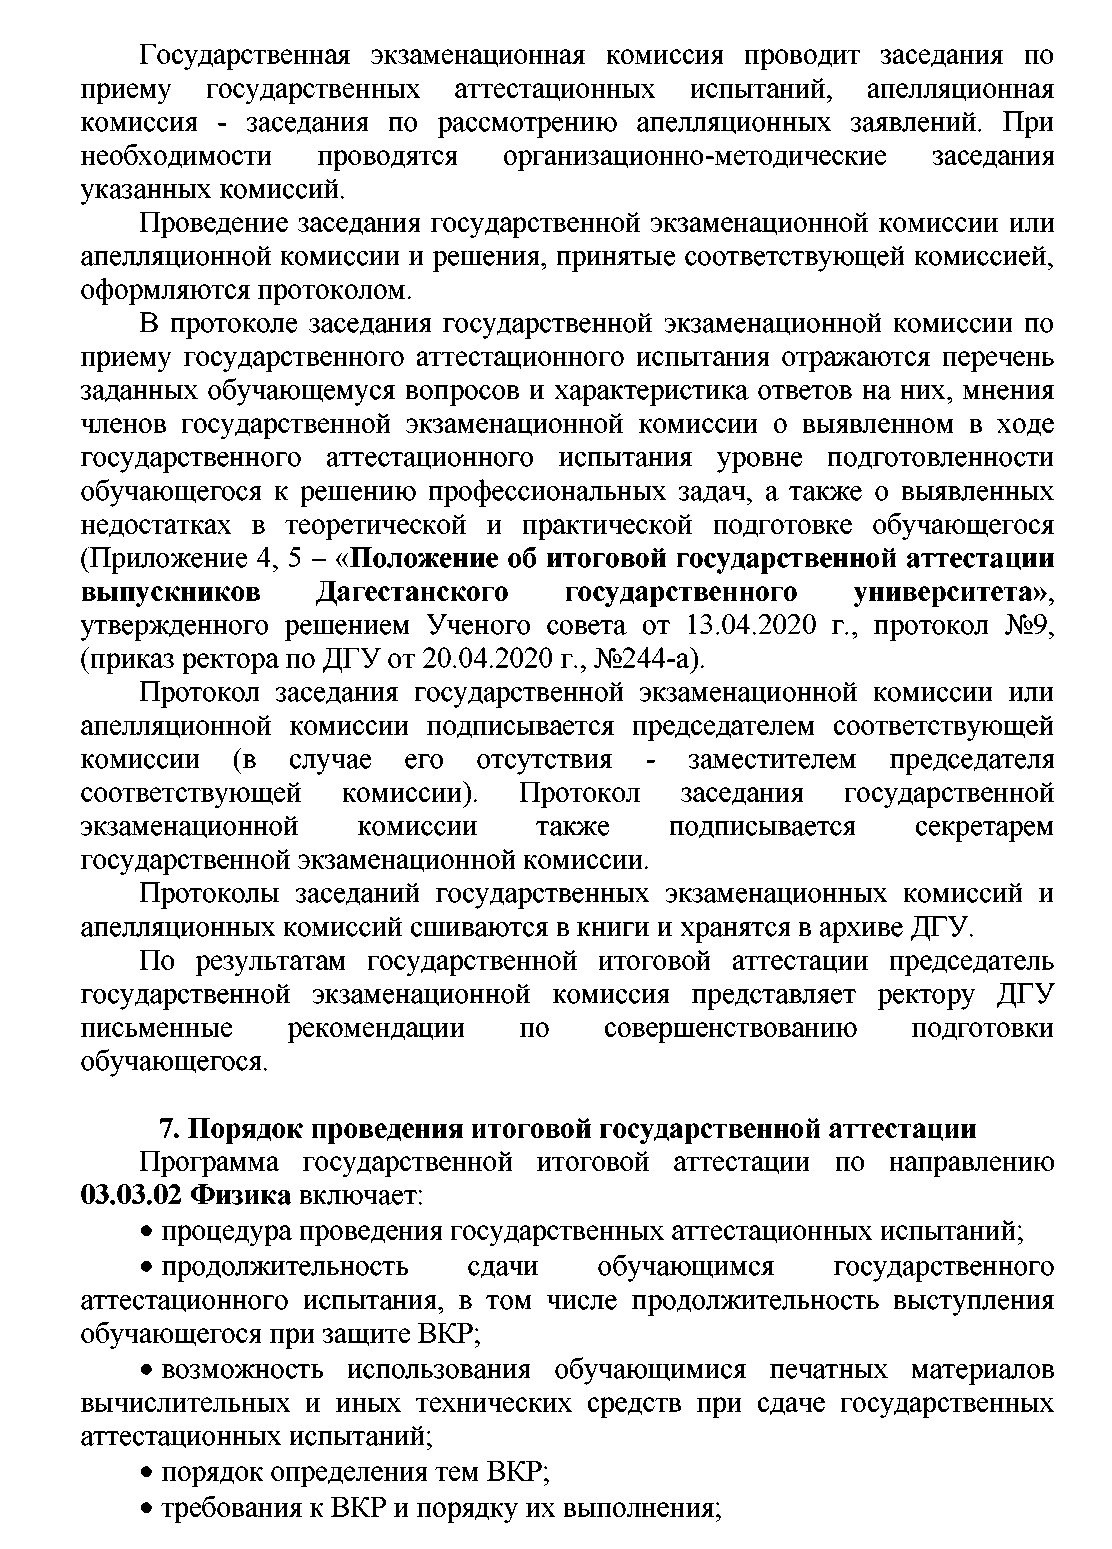 Государственная экзаменационная комиссия проводит заседания по
приему государственных аттестационных испытаний, апелляционная
комиссия - заседания по рассмотрению апелляционных заявлений. При
необходимости проводятся организационно-методические заседания
указанных комиссий.
Проведение заседания государственной экзаменационной комиссии или
апелляционной комиссии и решения, принятые соответствующей комиссией,
оформляются протоколом.
В протоколе заседания государственной экзаменационной комиссии по
приему государственного аттестационного испытания отражаются перечень
заданных обучающемуся вопросов и характеристика ответов на них, мнения
членов государственной экзаменационной комиссии о выявленном в ходе
государственного аттестационного испытания уровне подготовленности
обучающегося к решению профессиональных задач, а также о выявленных
недостатках в теоретической и практической подготовке обучающегося
(Приложение 4, 5 – «Положение об итоговой государственной аттестации
выпускников Дагестанского государственного университета»,
утвержденного решением Ученого совета от 13.04.2020 г., протокол №9,
(приказ ректора по ДГУ от 20.04.2020 г., №244-а).
Протокол заседания государственной экзаменационной комиссии или
апелляционной комиссии подписывается председателем соответствующей
комиссии (в случае его отсутствия - заместителем председателя
соответствующей комиссии). Протокол заседания государственной
экзаменационной комиссии также подписывается секретарем
государственной экзаменационной комиссии.
Протоколы заседаний государственных экзаменационных комиссий и
апелляционных комиссий сшиваются в книги и хранятся в архиве ДГУ.
По результатам государственной итоговой аттестации председатель
государственной экзаменационной комиссия представляет ректору ДГУ
письменные рекомендации по совершенствованию подготовки
обучающегося.
7. Порядок проведения итоговой государственной аттестации
Программа государственной итоговой аттестации по направлению
03.03.02 Физика включает:
• процедура проведения государственных аттестационных испытаний;
• продолжительность сдачи обучающимся государственного
аттестационного испытания, в том числе продолжительность выступления
обучающегося при защите ВКР;
• возможность использования обучающимися печатных материалов
вычислительных и иных технических средств при сдаче государственных
аттестационных испытаний;
• порядок определения тем ВКР;
• требования к ВКР и порядку их выполнения;